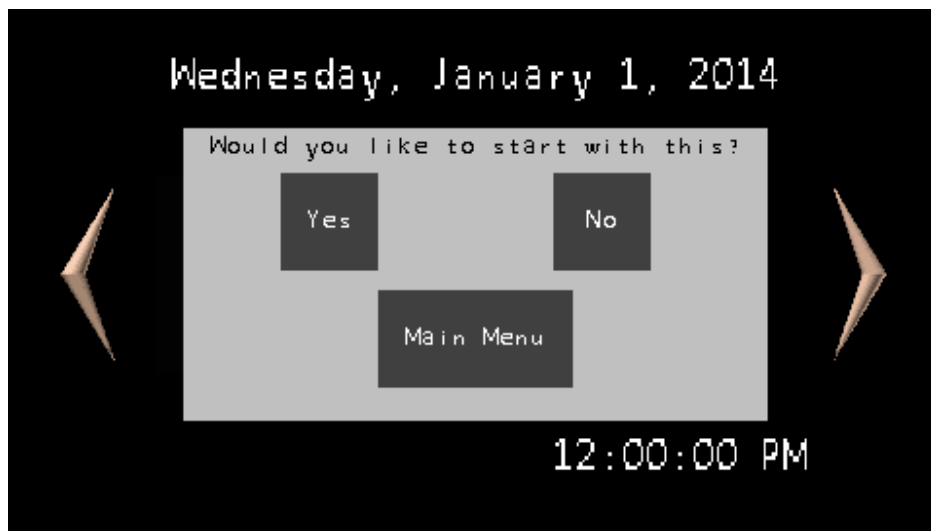 Wednesday, January 1, 2014
Would you like to start with this?
Yes No
Main Menu
12:00:00 PM